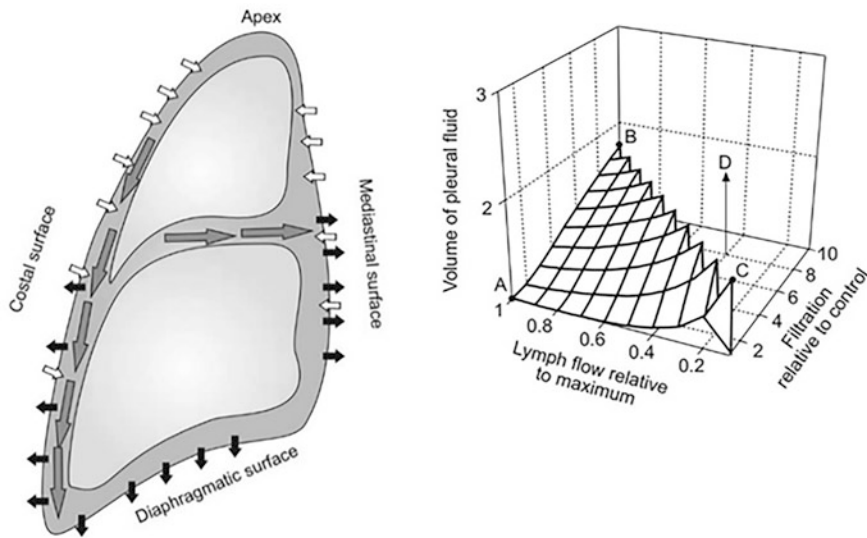 Apex
Costal surface
Mediastinal surface
Diaphragmatic surface
Volume of pleural fluid
3
2
1
A
B
C
D
0.8
0.6
0.4
0.2
Lymph flow relative
to maximum
10
8
6
4
2
Filtration
relative to control